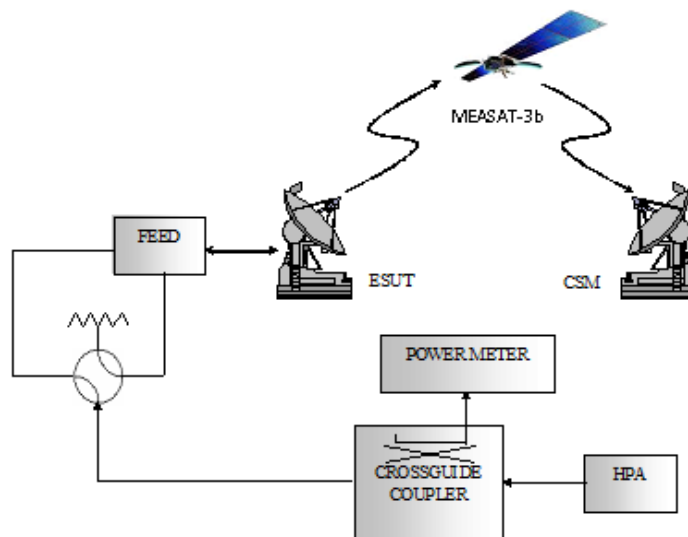 MEASAT-3b
FEED
ESUT
CSM
POWER METER
CROSSGUIDE
COUPLER
HPA